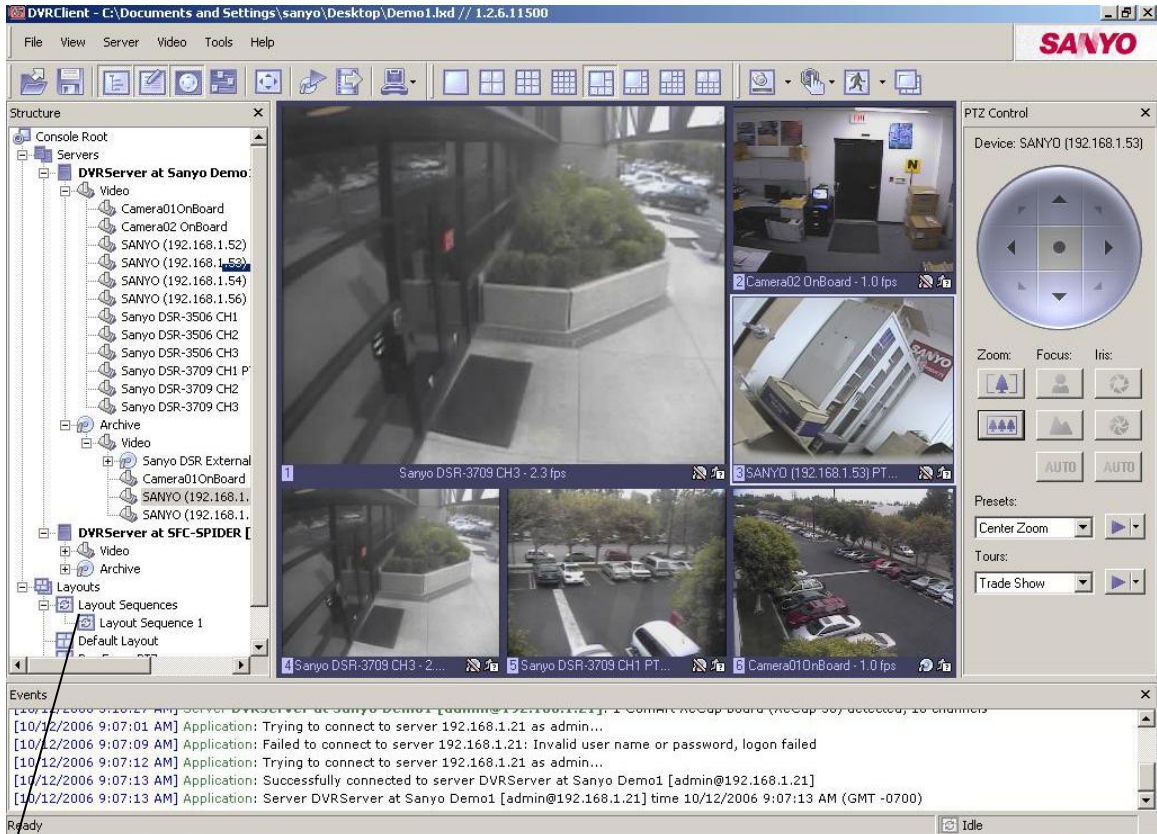 DVRClient - C:\Documents and Settings\sanyo\Desktop\Demo1.lxd // 1.2.6.11500
File View Server Video Tools Help
SANYO
Structure
Console Root
Servers
DVRServer at Sanyo Demo1
Video
Camera01OnBoard
Camera02 OnBoard
SANYO (192.168.1.52)
SANYO (192.168.1.53)
SANYO (192.168.1.54)
SANYO (192.168.1.56)
Sanyo DSR-3506 CH1
Sanyo DSR-3506 CH2
Sanyo DSR-3506 CH3
Sanyo DSR-3709 CH1 P
Sanyo DSR-3709 CH2
Sanyo DSR-3709 CH3
Archive
Video
Sanyo DSR External
Camera01OnBoard
SANYO (192.168.1.
SANYO (192.168.1.
DVRServer at SFC-SPIDER [
Video
Archive
Layouts
Layout Sequences
Layout Sequence 1
Default Layout
1 Sanyo DSR-3709 CH3 - 2.3 fps
N
2 Camera02 OnBoard - 1.0 fps
SANYO
3 SANYO (192.168.1.53) PT...
4 Sanyo DSR-3709 CH3 - 2....
5 Sanyo DSR-3709 CH1 PT...
6 Camera01OnBoard - 1.0 fps
PTZ Control
Device: SANYO (192.168.1.53)
Zoom: Focus: Iris:
AUTO AUTO
Presets:
Center Zoom
Tours:
Trade Show
Events
[10/12/2006 9:07:01 AM] Application: Trying to connect to server 192.168.1.21 as admin...
[10/12/2006 9:07:09 AM] Application: Failed to connect to server 192.168.1.21: Invalid user name or password, logon failed
[10/12/2006 9:07:12 AM] Application: Trying to connect to server 192.168.1.21 as admin...
[10/12/2006 9:07:13 AM] Application: Successfully connected to server DVRServer at Sanyo Demo1 [admin@192.168.1.21]
[10/12/2006 9:07:13 AM] Application: Server DVRServer at Sanyo Demo1 [admin@192.168.1.21] time 10/12/2006 9:07:13 AM (GMT -0700)
Ready
Idle